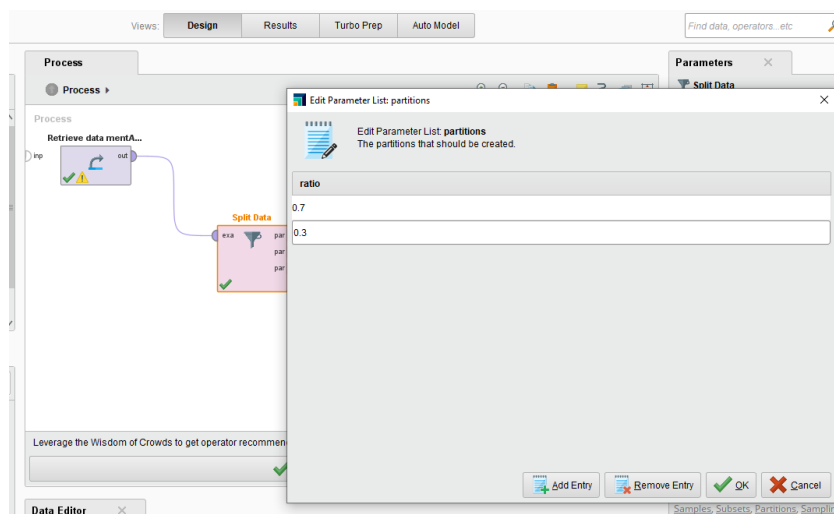 Views:
Design
Results
Turbo Prep
Auto Model
Find data, operators...etc
Process
Parameters
Process
Split Data
Process
Retrieve data mentA...
inp
out
Split Data
exa
par
par
par
Edit Parameter List: partitions
Edit Parameter List: partitions
The partitions that should be created.
ratio
0.7
0.3
Leverage the Wisdom of Crowds to get operator recommen
Add Entry
Remove Entry
OK
Cancel
Data Editor
Samples, Subsets, Partitions, Samplin